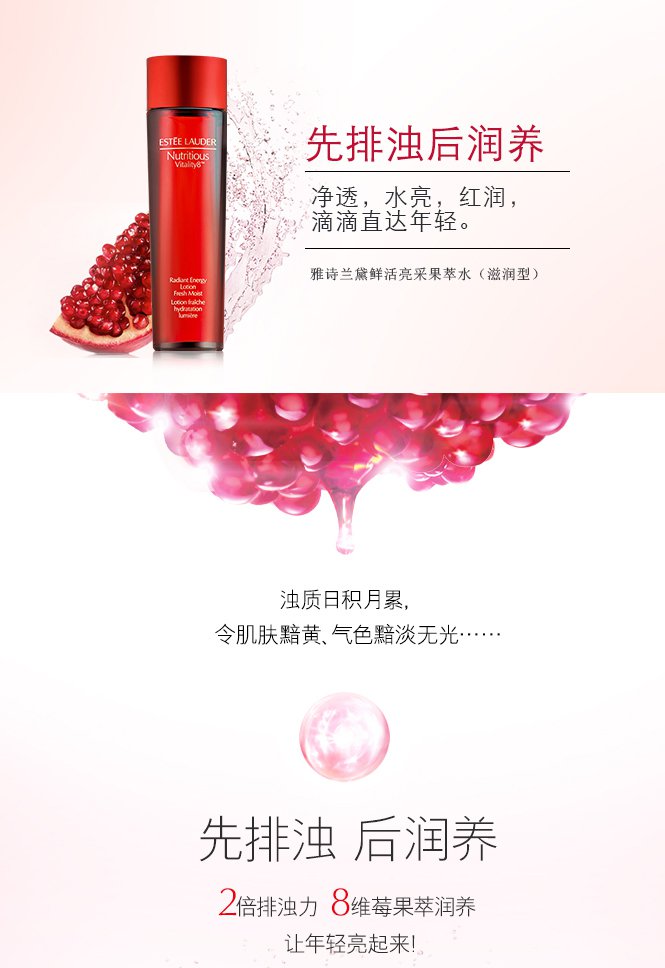 ESTĒE LAUDER
Nutritious
Vitality8™
Radiant Energy
Lotion
Fresh Moist
Lotion fraîche
hydratation
lumière
先排浊后润养
净透，水亮，红润，
滴滴直达年轻。
雅诗兰黛鲜活亮采果萃水（滋润型）
浊质日积月累，
令肌肤黯黄、气色黯淡无光……
先排浊 后润养
2倍排浊力 8维莓果萃润养
让年轻亮起来!